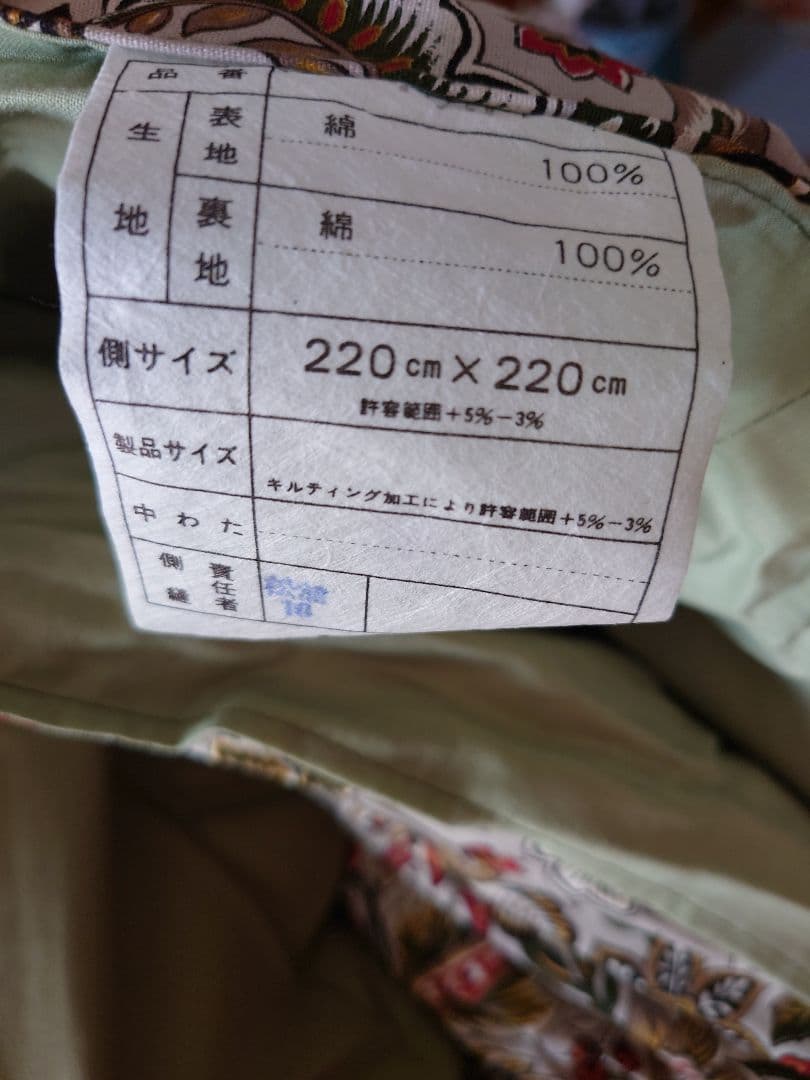 品番
生地
表地 綿 100%
裏地 綿 100%
側サイズ 220cm×220cm
許容範囲+5%-3%
製品サイズ
キルティング加工により許容範囲+5%-3%
中わた
側縫責任者
16